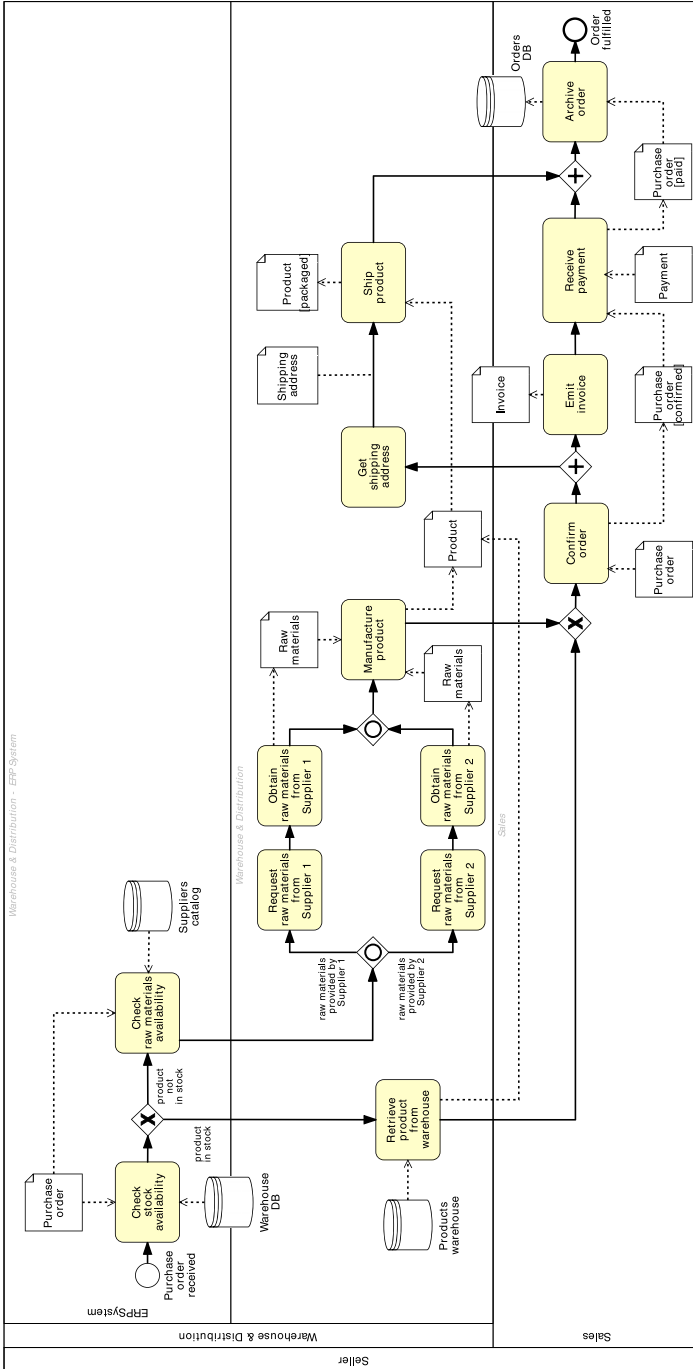 Seller
Warehouse & Distribution
Sales
ERPSystem
Warehouse & Distribution - ERP System
Warehouse & Distribution
Sales
Purchase
order
received
Purchase
order
Check
stock
availability
Warehouse
DB
product
in stock
product
not
in stock
Check
raw materials
availability
Suppliers
catalog
Products
warehouse
Retrieve
product
from
warehouse
raw materials
provided by
Supplier 1
raw materials
provided by
Supplier 2
Request
raw materials
from
Supplier 1
Request
raw materials
from
Supplier 2
Obtain
raw materials
from
Supplier 1
Obtain
raw materials
from
Supplier 2
Raw
materials
Raw
materials
Manufacture
product
Product
Purchase
order
Confirm
order
Get
shipping
address
Shipping
address
Purchase
order
[confirmed]
Emit
invoice
Invoice
Ship
product
Product
[packaged]
Payment
Receive
payment
Purchase
order
[paid]
Archive
order
Orders
DB
Order
fulfilled